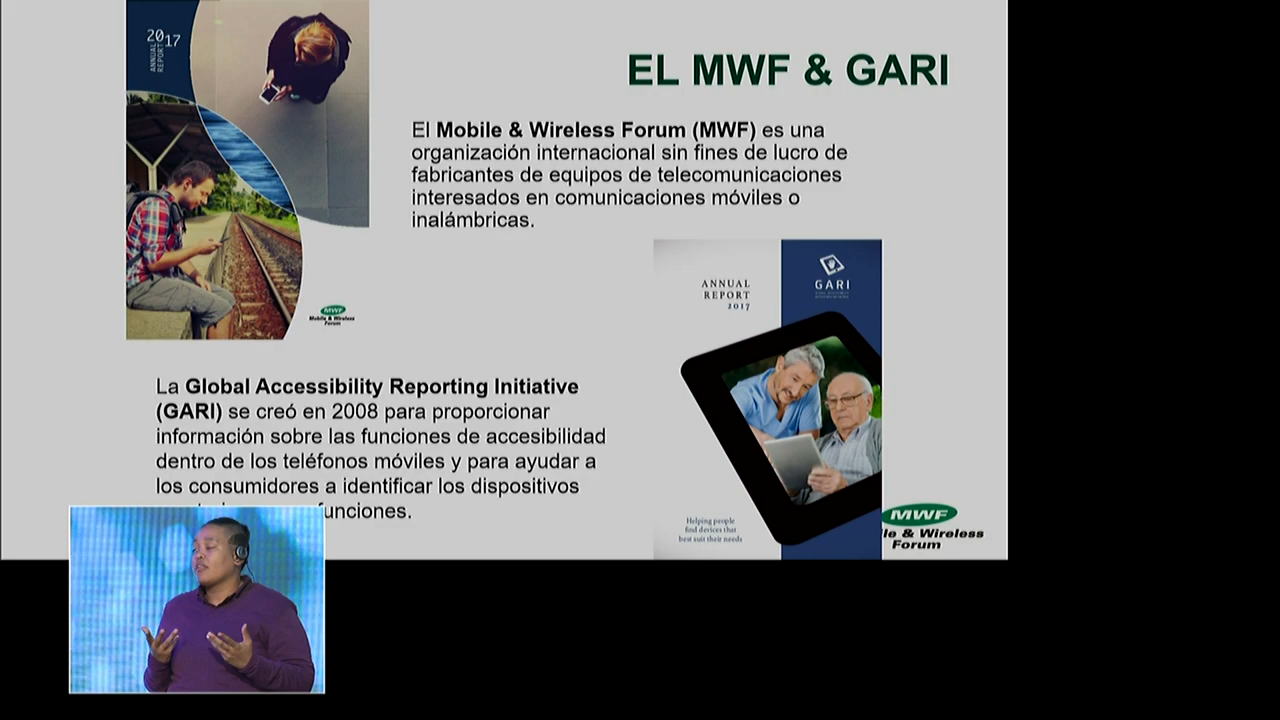 2017
ANNUAL
REPORT
EL MWF & GARI
El Mobile & Wireless Forum (MWF) es una
organización internacional sin fines de lucro de
fabricantes de equipos de telecomunicaciones
interesados en comunicaciones móviles o
inalámbricas.
MWF
Mobile & Wireless
Forum
ANNUAL
REPORT
2017
GARI
La Global Accessibility Reporting Initiative
(GARI) se creó en 2008 para proporcionar
información sobre las funciones de accesibilidad
dentro de los teléfonos móviles y para ayudar a
los consumidores a identificar los dispositivos
funciones.
Helping people
find devices that
best suit their needs
MWF
& Wireless
Forum